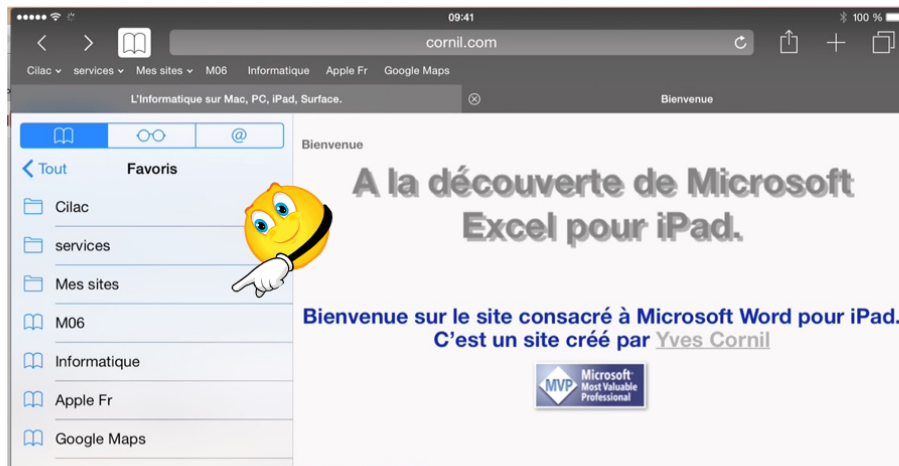 09:41
100 %
cornil.com
Cilac services Mes sites M06 Informatique Apple Fr Google Maps
L'Informatique sur Mac, PC, iPad, Surface.
Bienvenue
@
Tout
Favoris
Cilac
services
Mes sites
M06
Informatique
Apple Fr
Google Maps
Bienvenue
A la découverte de Microsoft
Excel pour iPad.
Bienvenue sur le site consacré à Microsoft Word pour iPad.
C'est un site créé par Yves Cornil
MVP
Microsoft
Most Valuable
Professional